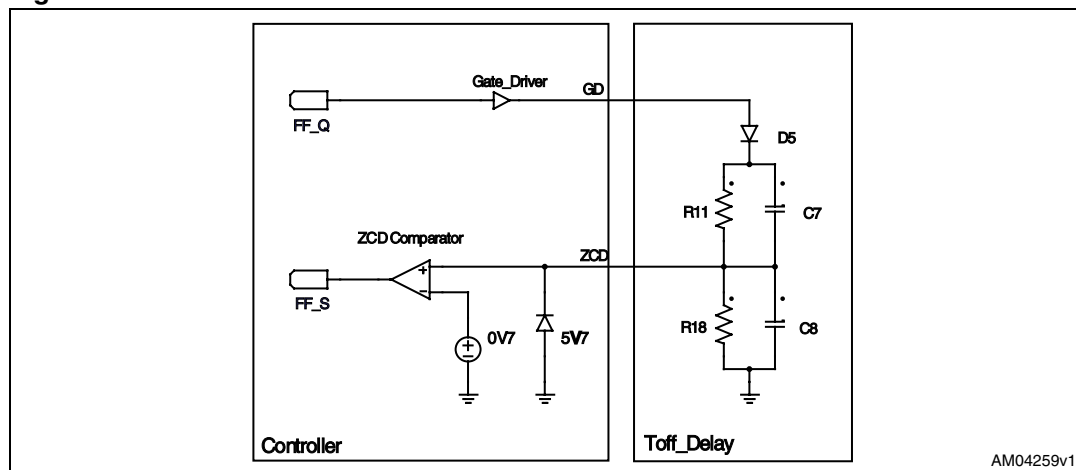 Gate_Driver
GD
FF_Q
D5
R11
C7
ZCD Comparator
ZCD
+
−
FF_S
R18
C8
0V7
+
−
5V7
Controller
Toff_Delay
AM04259v1